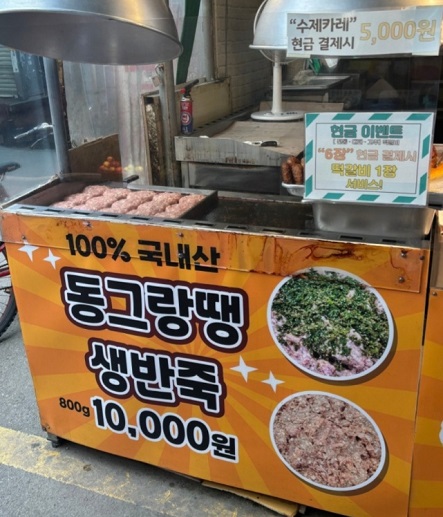 "수제카레"
현금 결제시 5,000원
현금 이벤트
"6장" 현금 결제시
떡갈비 1장
서비스!
100% 국내산
동그랑땡
생반죽
800g 10,000원